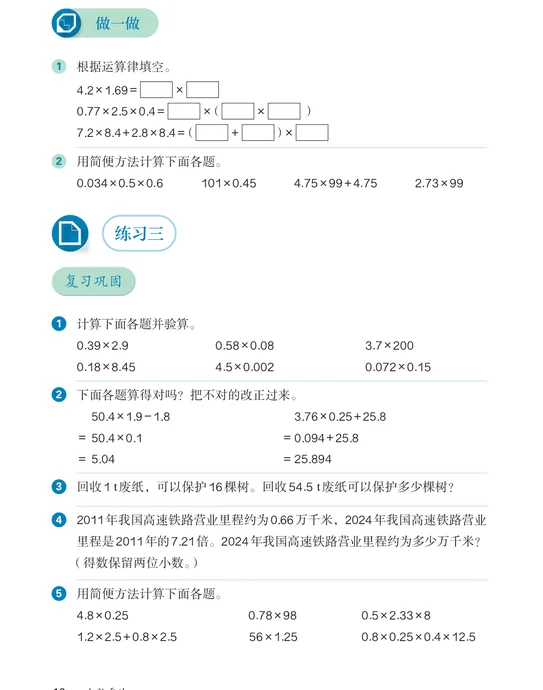 做一做
1 根据运算律填空。
4.2×1.69=□×□
0.77×2.5×0.4=□×(□×□)
7.2×8.4+2.8×8.4=(□+□)×□
2 用简便方法计算下面各题。
0.034×0.5×0.6 101×0.45 4.75×99+4.75 2.73×99
练习三
复习巩固
1 计算下面各题并验算。
0.39×2.9 0.58×0.08 3.7×200
0.18×8.45 4.5×0.002 0.072×0.15
2 下面各题算得对吗？把不对的改正过来。
50.4×1.9−1.8 3.76×0.25+25.8
= 50.4×0.1 = 0.094+25.8
= 5.04 = 25.894
3 回收1 t废纸，可以保护16棵树。回收54.5 t废纸可以保护多少棵树？
4 2011年我国高速铁路营业里程约为0.66万千米，2024年我国高速铁路营业
里程是2011年的7.21倍。2024年我国高速铁路营业里程约为多少万千米？
（得数保留两位小数。）
5 用简便方法计算下面各题。
4.8×0.25 0.78×98 0.5×2.33×8
1.2×2.5+0.8×2.5 56×1.25 0.8×0.25×0.4×12.5